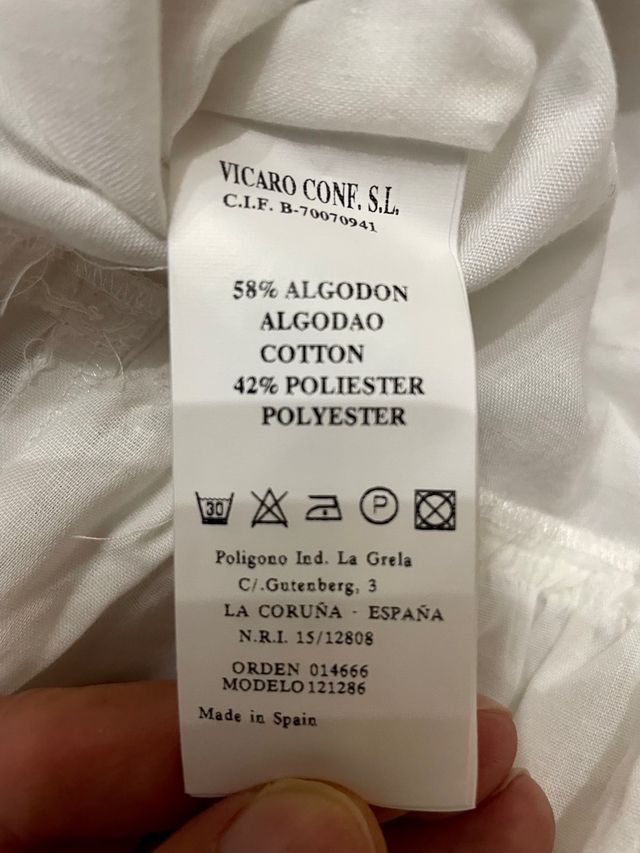 VICARO CONF. S.L.
C.I.F. B-70070941
58% ALGODON
ALGODAO
COTTON
42% POLIESTER
POLYESTER
30 P
Poligono Ind. La Grela
C/.Gutenberg, 3
LA CORUÑA - ESPAÑA
N.R.I. 15/12808
ORDEN 014666
MODELO 121286
Made in Spain